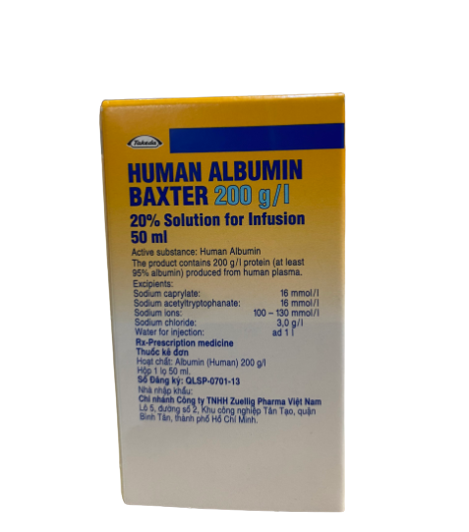 Takeda
HUMAN ALBUMIN
BAXTER 200 g/l
20% Solution for Infusion
50 ml
Active substance: Human Albumin
The product contains 200 g/l protein (at least
95% albumin) produced from human plasma.
Excipients:
Sodium caprylate: 16 mmol/l
Sodium acetyltryptophanate: 16 mmol/l
Sodium ions: 100 – 130 mmol/l
Sodium chloride: 3,0 g/l
Water for injection: ad 1 l
Rx-Prescription medicine
Thuốc kê đơn
Hoạt chất: Albumin (Human) 200 g/l
Hộp 1 lọ 50 ml.
Số Đăng ký: QLSP-0701-13
Nhà nhập khẩu:
Chi nhánh Công ty TNHH Zuellig Pharma Việt Nam
Lô 5, đường số 2, Khu công nghiệp Tân Tạo, quận
Bình Tân, thành phố Hồ Chí Minh.